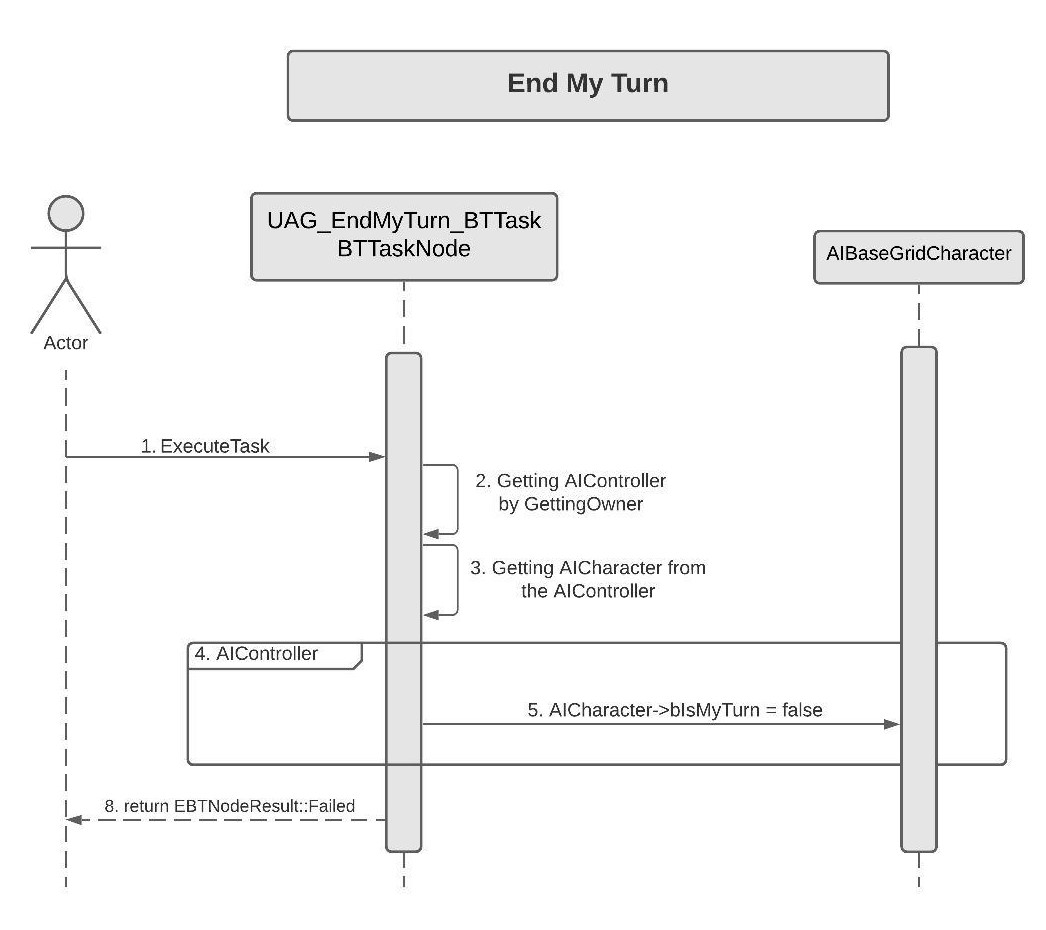 End My Turn
UAG_EndMyTurn_BTTask
BTTaskNode
AIBaseGridCharacter
Actor
1. ExecuteTask
2. Getting AIController
by GettingOwner
3. Getting AICharacter from
the AIController
4. AIController
5. AICharacter->bIsMyTurn = false
8. return EBTNodeResult::Failed